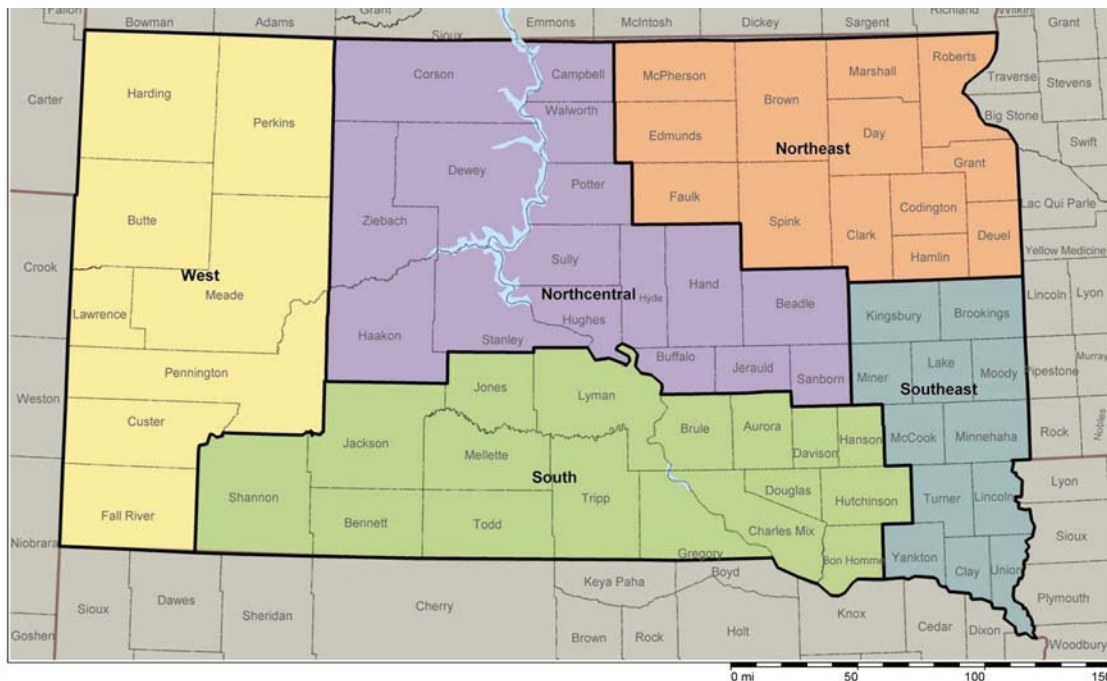 Fallon
Bowman
Adams
Grant
Sioux
Emmons
McIntosh
Dickey
Sargent
Richland
Wilkin
Grant
Corson
Campbell
McPherson
Marshall
Roberts
Traverse
Stevens
Carter
Harding
Perkins
Walworth
Brown
Big Stone
Edmunds
Day
Northeast
Swift
Dewey
Grant
Potter
Faulk
Codington
Lac Qui Parle
Butte
Ziebach
Spink
Clark
Deuel
Hamlin
Yellow Medicine
Crook
West
Meade
Sully
Northcentral
Hyde
Hand
Beadle
Lincoln
Lyon
Lawrence
Hughes
Kingsbury
Brookings
Haakon
Stanley
Buffalo
Jerauld
Sanborn
Miner
Lake
Moody
Pipestone
Murray
Weston
Pennington
Jones
Lyman
Southeast
Custer
Brule
Aurora
Davison
Hanson
McCook
Minnehaha
Rock
Nobles
Jackson
Mellette
South
Shannon
Tripp
Douglas
Hutchinson
Turner
Lincoln
Lyon
Fall River
Bennett
Todd
Charles Mix
Niobrara
Gregory
Bon Homme
Yankton
Clay
Union
Sioux
Keya Paha
Boyd
Sioux
Dawes
Sheridan
Cherry
Knox
Cedar
Dixon
Plymouth
Goshen
Brown
Rock
Holt
Woodbury
0 mi
50
100
150